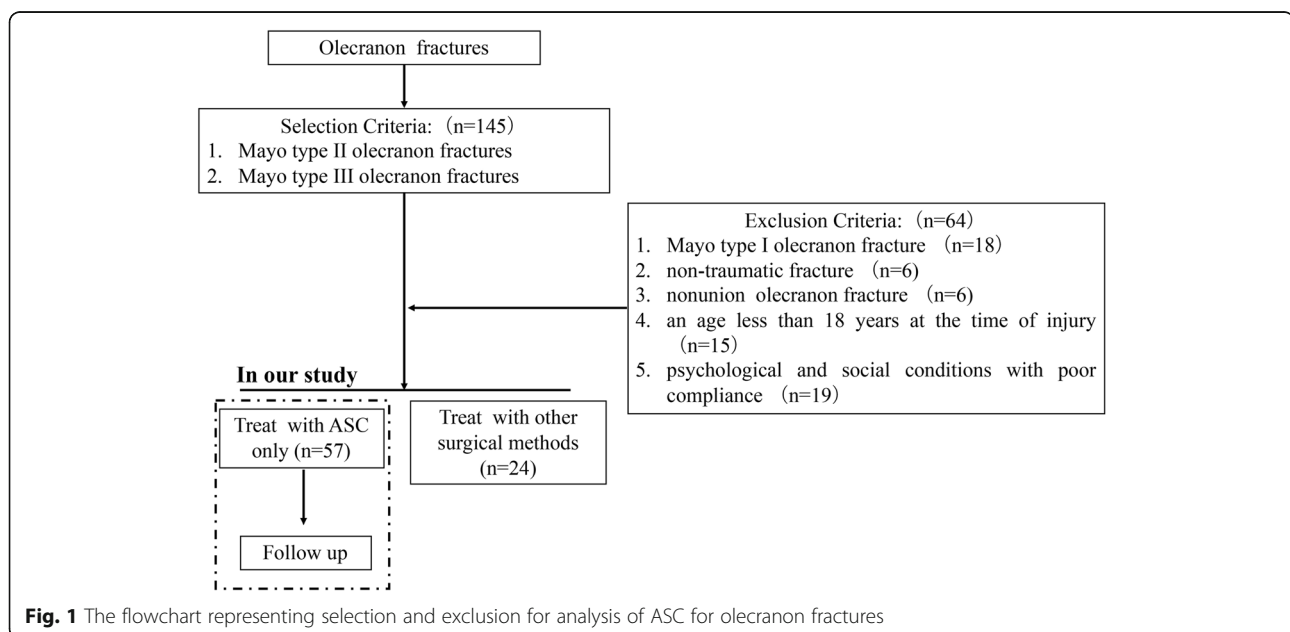 Olecranon fractures
Selection Criteria: （n=145）
1. Mayo type II olecranon fractures
2. Mayo type III olecranon fractures
Exclusion Criteria: （n=64）
1. Mayo type I olecranon fracture （n=18）
2. non-traumatic fracture （n=6）
3. nonunion olecranon fracture （n=6）
4. an age less than 18 years at the time of injury
（n=15）
5. psychological and social conditions with poor
compliance （n=19）
In our study
Treat with ASC
only (n=57)
Treat with other
surgical methods
(n=24)
Follow up
Fig. 1 The flowchart representing selection and exclusion for analysis of ASC for olecranon fractures